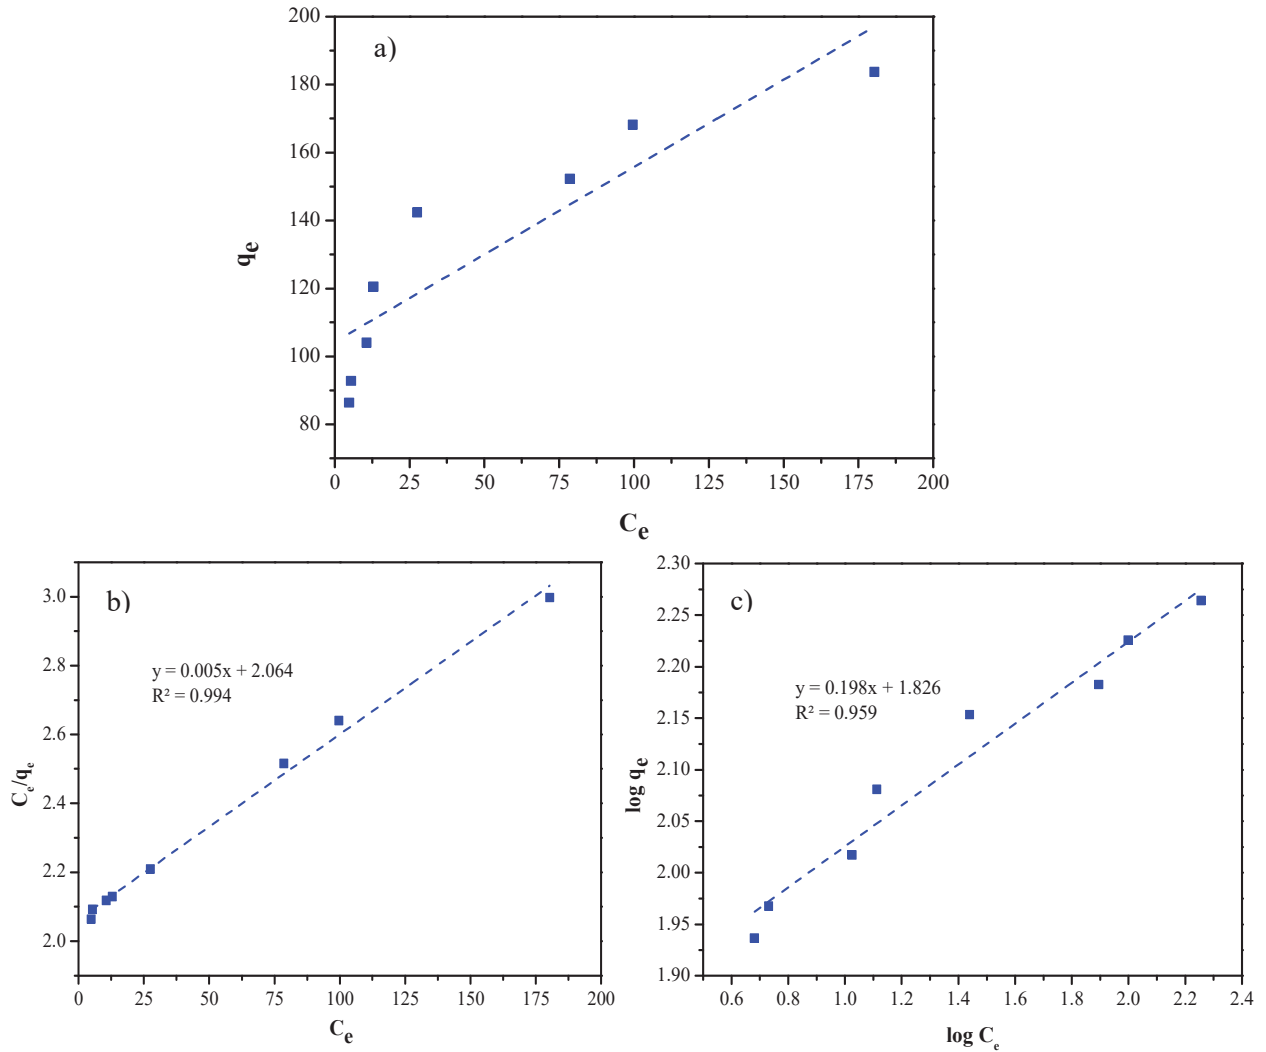 a)
200
180
160
140
120
100
80
qe
0 25 50 75 100 125 150 175 200
Ce
b)
3.0
2.8
2.6
2.4
2.2
2.0
y = 0.005x + 2.064
R² = 0.994
Ce/qe
0 25 50 75 100 125 150 175 200
Ce
c)
2.30
2.25
2.20
2.15
2.10
2.05
2.00
1.95
1.90
y = 0.198x + 1.826
R² = 0.959
log qe
0.6 0.8 1.0 1.2 1.4 1.6 1.8 2.0 2.2 2.4
log Ce